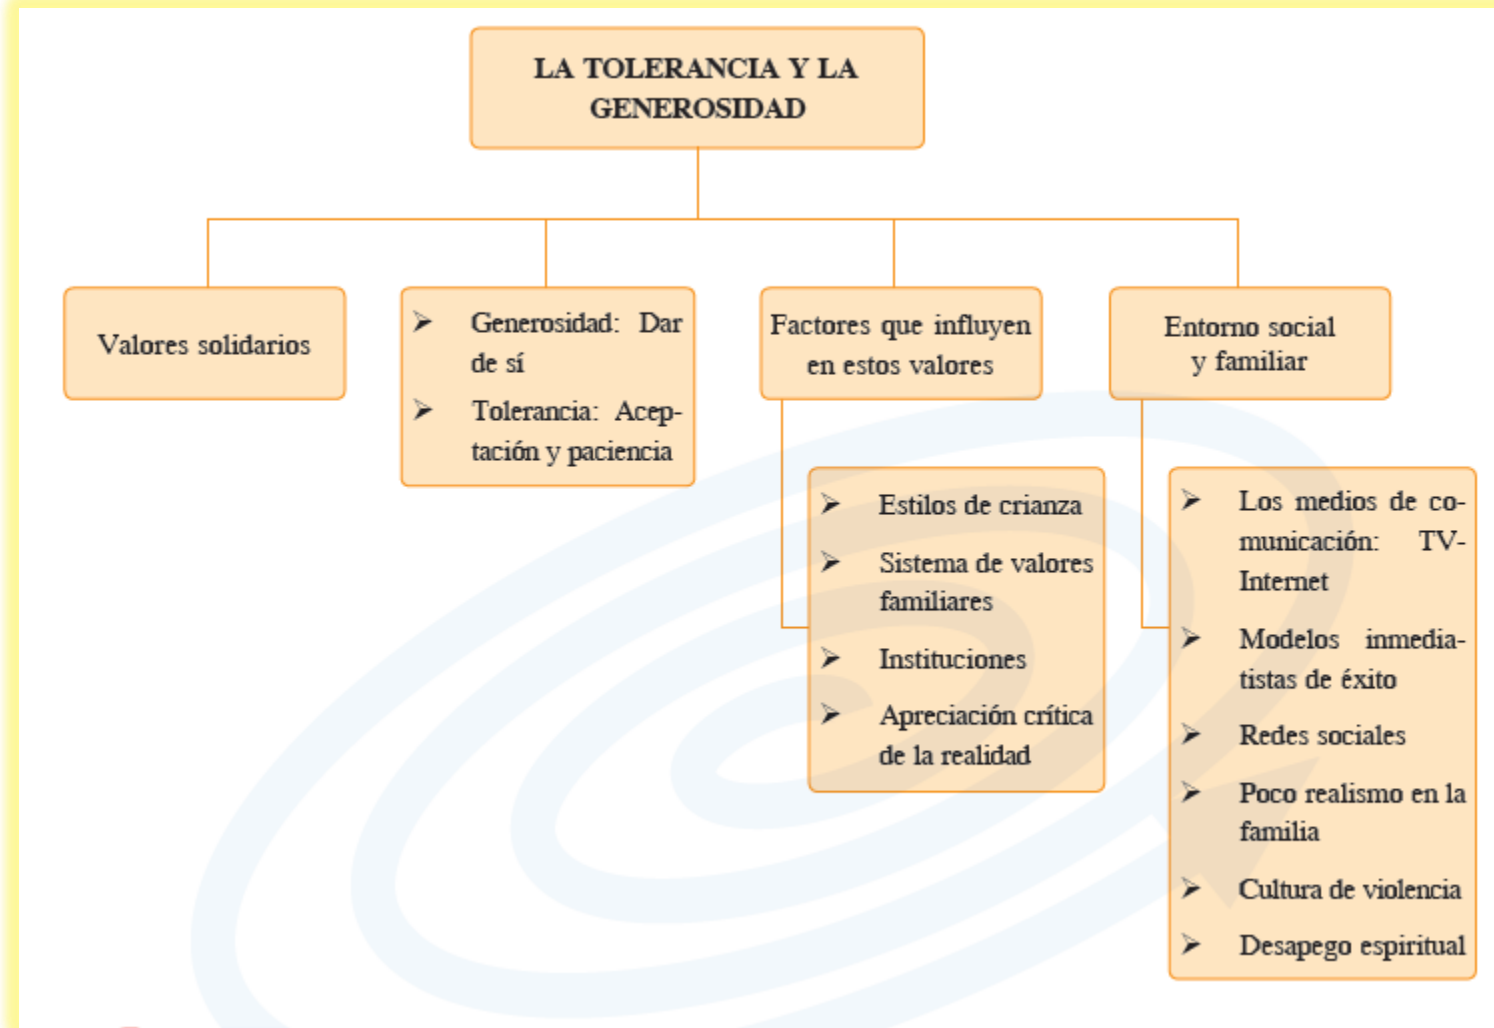 LA TOLERANCIA Y LA
GENEROSIDAD
Valores solidarios
➢ Generosidad: Dar
de sí
➢ Tolerancia: Acep-
tación y paciencia
Factores que influyen
en estos valores
➢ Estilos de crianza
➢ Sistema de valores
familiares
➢ Instituciones
➢ Apreciación crítica
de la realidad
Entorno social
y familiar
➢ Los medios de co-
municación: TV-
Internet
➢ Modelos inmedia-
tistas de éxito
➢ Redes sociales
➢ Poco realismo en la
familia
➢ Cultura de violencia
➢ Desapego espiritual